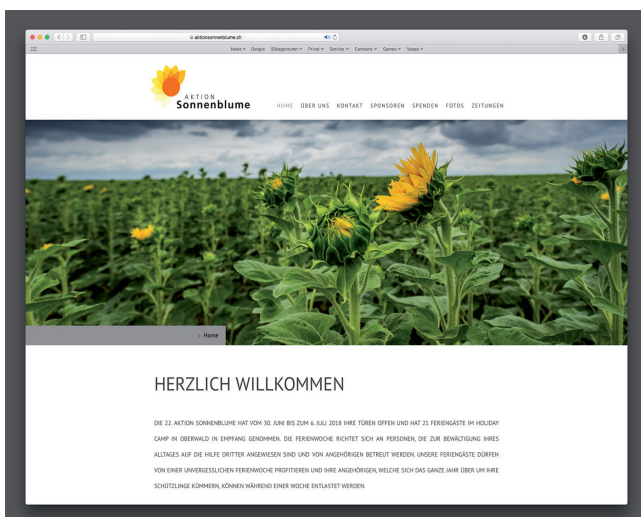 aktionsonnenblume.ch
News Google Bildagenturen Privat Service Cartoons Games Vespa
AKTION
Sonnenblume
HOME ÜBER UNS KONTAKT SPONSOREN SPENDEN FOTOS ZEITUNGEN
Home
HERZLICH WILLKOMMEN
DIE 22. AKTION SONNENBLUME HAT VOM 30. JUNI BIS ZUM 6. JULI 2018 IHRE TÜREN OFFEN UND HAT 21 FERIENGÄSTE IM HOLIDAY
CAMP IN OBERWALD IN EMPFANG GENOMMEN. DIE FERIENWOCHE RICHTET SICH AN PERSONEN, DIE ZUR BEWÄLTIGUNG IHRES
ALLTAGES AUF DIE HILFE DRITTER ANGEWIESEN SIND UND VON ANGEHÖRIGEN BETREUT WERDEN. UNSERE FERIENGÄSTE DÜRFEN
VON EINER UNVERGESSLICHEN FERIENWOCHE PROFITIEREN UND IHRE ANGEHÖRIGEN, WELCHE SICH DAS GANZE JAHR ÜBER UM IHRE
SCHÜTZLINGE KÜMMERN, KÖNNEN WÄHREND EINER WOCHE ENTLASTET WERDEN.